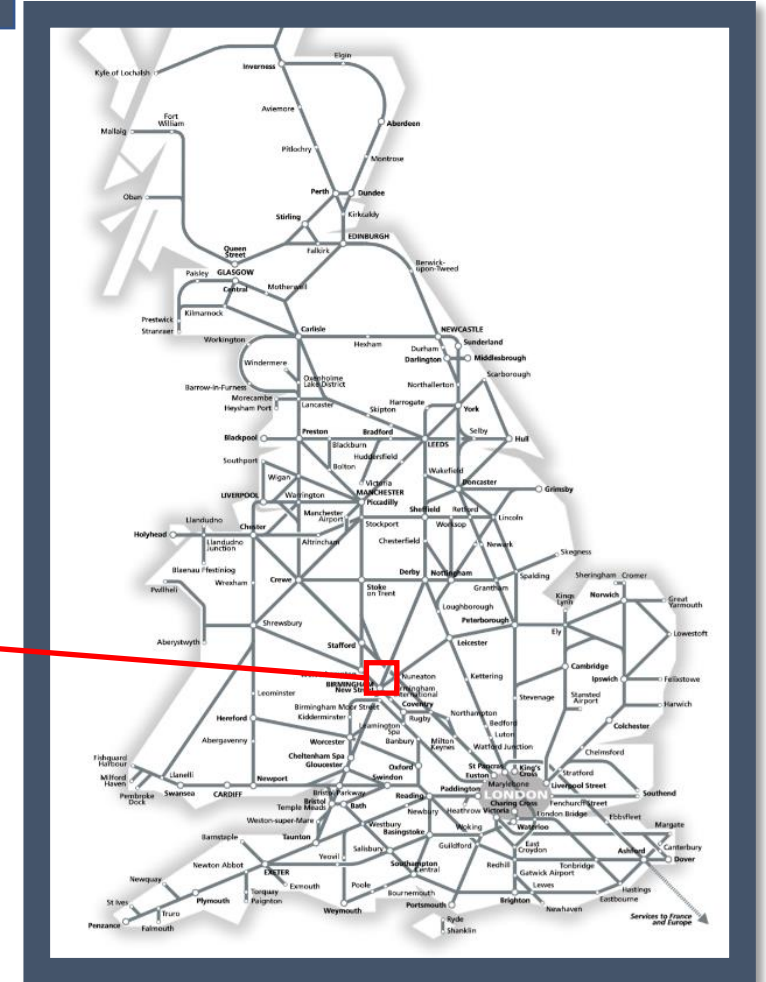 Elgin
Inverness
Kyle of Lochalsh
Aviemore
Fort
William
Mallaig
Aberdeen
Pitlochry
Montrose
Perth
Dundee
Oban
Stirling
Kirkcaldy
EDINBURGH
Queen
Street
Falkirk
Berwick-
upon-Tweed
Paisley
GLASGOW
Central
Motherwell
Prestwick
Kilmarnock
Stranraer
Carlisle
NEWCASTLE
Workington
Hexham
Sunderland
Durham
Darlington
Middlesbrough
Windermere
Scarborough
Oxenholme
Lake District
Barrow-in-Furness
Northallerton
Morecambe
Heysham Port
Lancaster
Harrogate
York
Skipton
Blackpool
Preston
Bradford
Selby
Blackburn
LEEDS
Hull
Huddersfield
Southport
Bolton
Wakefield
Wigan
Victoria
Doncaster
LIVERPOOL
Warrington
MANCHESTER
Piccadilly
Grimsby
Manchester
Airport
Sheffield
Retford
Llandudno
Stockport
Worksop
Lincoln
Holyhead
Chester
Llandudno
Junction
Altrincham
Chesterfield
Newark
Skegness
Blaenau Ffestiniog
Wrexham
Crewe
Derby
Nottingham
Spalding
Sheringham
Cromer
Pwllheli
Stoke
on Trent
Grantham
Kings
Lynn
Norwich
Great
Yarmouth
Loughborough
Shrewsbury
Peterborough
Ely
Lowestoft
Aberystwyth
Stafford
Leicester
Cambridge
Nuneaton
Kettering
Ipswich
Felixstowe
BIRMINGHAM
New Street
Leominster
Stevenage
Stansted
Airport
Harwich
Birmingham Moor Street
Coventry
Kidderminster
Rugby
Northampton
Hereford
Leamington
Spa
Bedford
Colchester
Abergavenny
Worcester
Banbury
Milton
Keynes
Luton
Watford Junction
Chelmsford
Fishguard
Harbour
Cheltenham Spa
Gloucester
Oxford
St Pancras
King's
Cross
Euston
Stratford
Milford
Haven
Llanelli
Newport
Swindon
Marylebone
Liverpool Street
Pembroke
Dock
Swansea
CARDIFF
Bristol Parkway
Reading
Paddington
LONDON
Southend
Bristol
Temple Meads
Bath
Newbury
Heathrow
Victoria
Charing Cross
Fenchurch Street
London Bridge
Ebbsfleet
Weston-super-Mare
Westbury
Basingstoke
Woking
Waterloo
Margate
Barnstaple
Taunton
Salisbury
Guildford
East
Croydon
Canterbury
Yeovil
Ashford
Dover
Newton Abbot
EXETER
Southampton
Central
Redhill
Tonbridge
Gatwick Airport
Newquay
Exmouth
Poole
Lewes
Hastings
Torquay
Paignton
Bournemouth
Eastbourne
St Ives
Truro
Plymouth
Weymouth
Portsmouth
Brighton
Newhaven
Penzance
Falmouth
Ryde
Shanklin
Services to France
and Europe